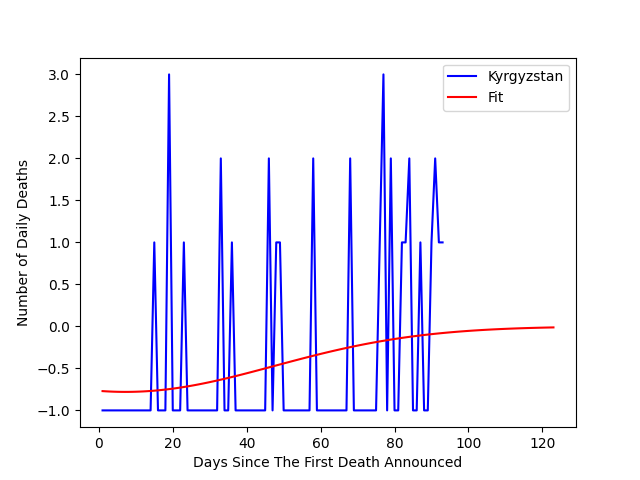 Kyrgyzstan
Fit
3.0
2.5
2.0
1.5
1.0
0.5
0.0
−0.5
−1.0
Number of Daily Deaths
0 20 40 60 80 100 120
Days Since The First Death Announced